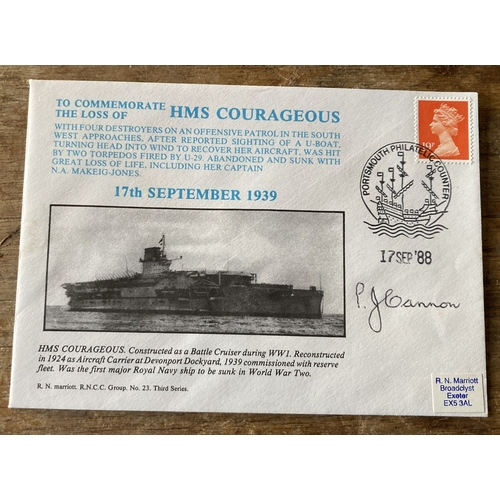 TO COMMEMORATE
THE LOSS OF HMS COURAGEOUS
WITH FOUR DESTROYERS ON AN OFFENSIVE PATROL IN THE SOUTH
WEST APPROACHES, AFTER REPORTED SIGHTING OF A U-BOAT,
TURNING HEAD INTO WIND TO RECOVER HER AIRCRAFT, WAS HIT
BY TWO TORPEDOS FIRED BY U-29. ABANDONED AND SUNK WITH
GREAT LOSS OF LIFE, INCLUDING HER CAPTAIN
N.A. MAKEIG-JONES.
17th SEPTEMBER 1939
19P
PORTSMOUTH PHILATELIC COUNTER
17 SEP '88
P. J Cannon
HMS COURAGEOUS. Constructed as a Battle Cruiser during WW1. Reconstructed
in 1924 as Aircraft Carrier at Devonport Dockyard, 1939 commissioned with reserve
fleet. Was the first major Royal Navy ship to be sunk in World War Two.
R. N. marriott. R.N.C.C. Group. No. 23. Third Series.
R. N. Marriott
Broadclyst
Exeter
EX5 3AL